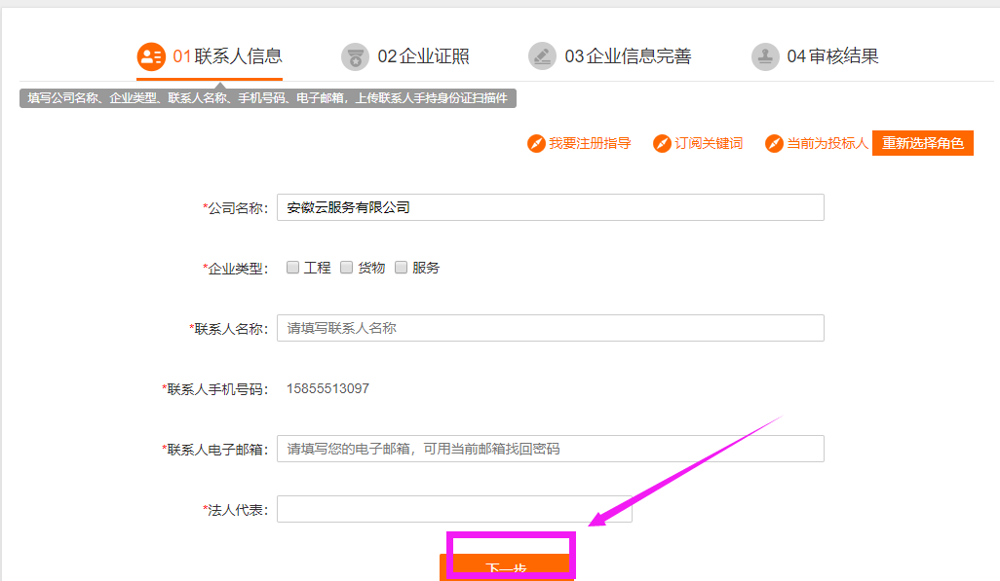 01 联系人信息 02 企业证照 03 企业信息完善 04 审核结果
填写公司名称、企业类型、联系人名称、手机号码、电子邮箱，上传联系人手持身份证扫描件
我要注册指导 订阅关键词 当前为投标人 重新选择角色
*公司名称： 安徽云服务有限公司
*企业类型： 工程 货物 服务
*联系人名称： 请填写联系人名称
*联系人手机号码： 15855513097
*联系人电子邮箱： 请填写您的电子邮箱，可用当前邮箱找回密码
*法人代表：
下一步